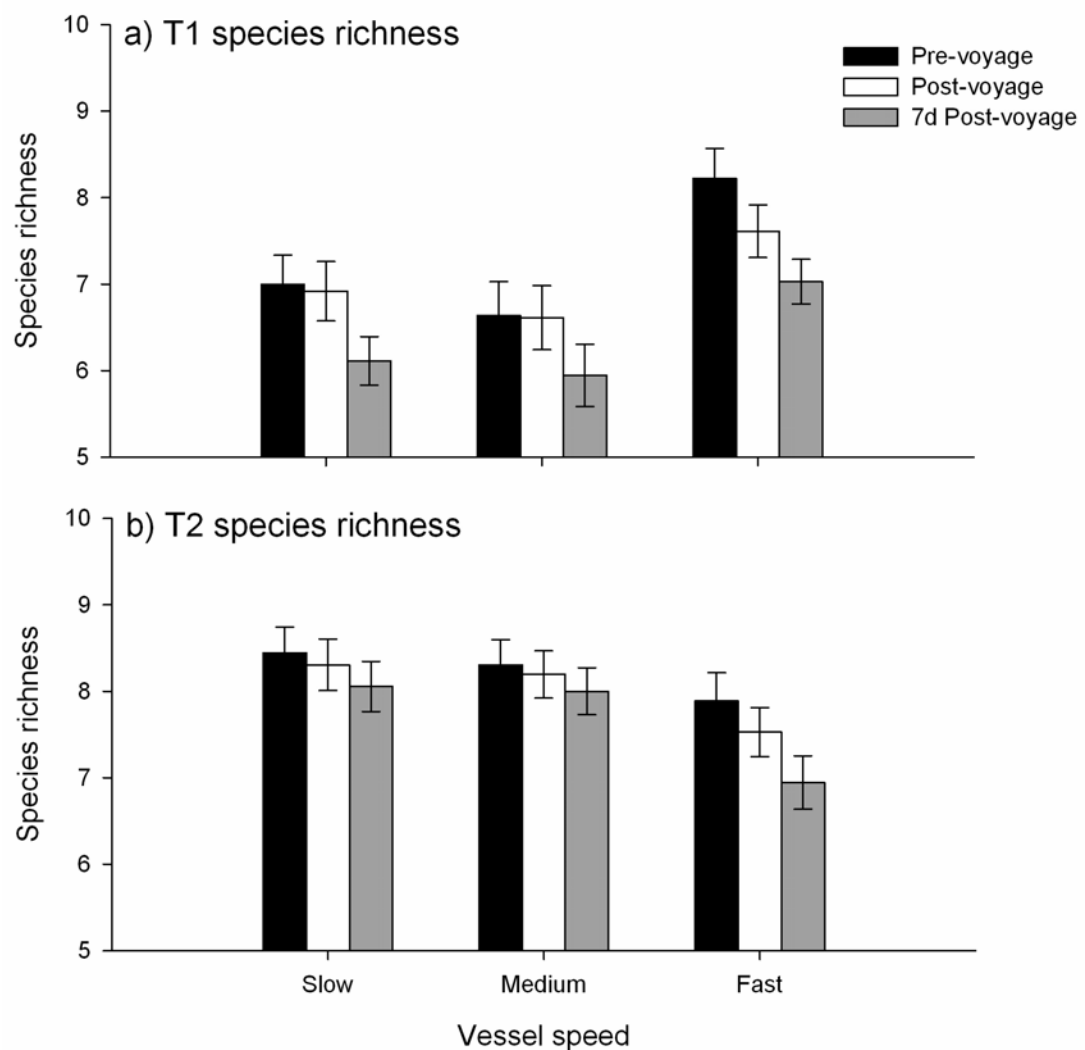 a) T1 species richness
Pre-voyage
Post-voyage
7d Post-voyage
Species richness
10
9
8
7
6
5
b) T2 species richness
Species richness
10
9
8
7
6
5
Slow Medium Fast
Vessel speed